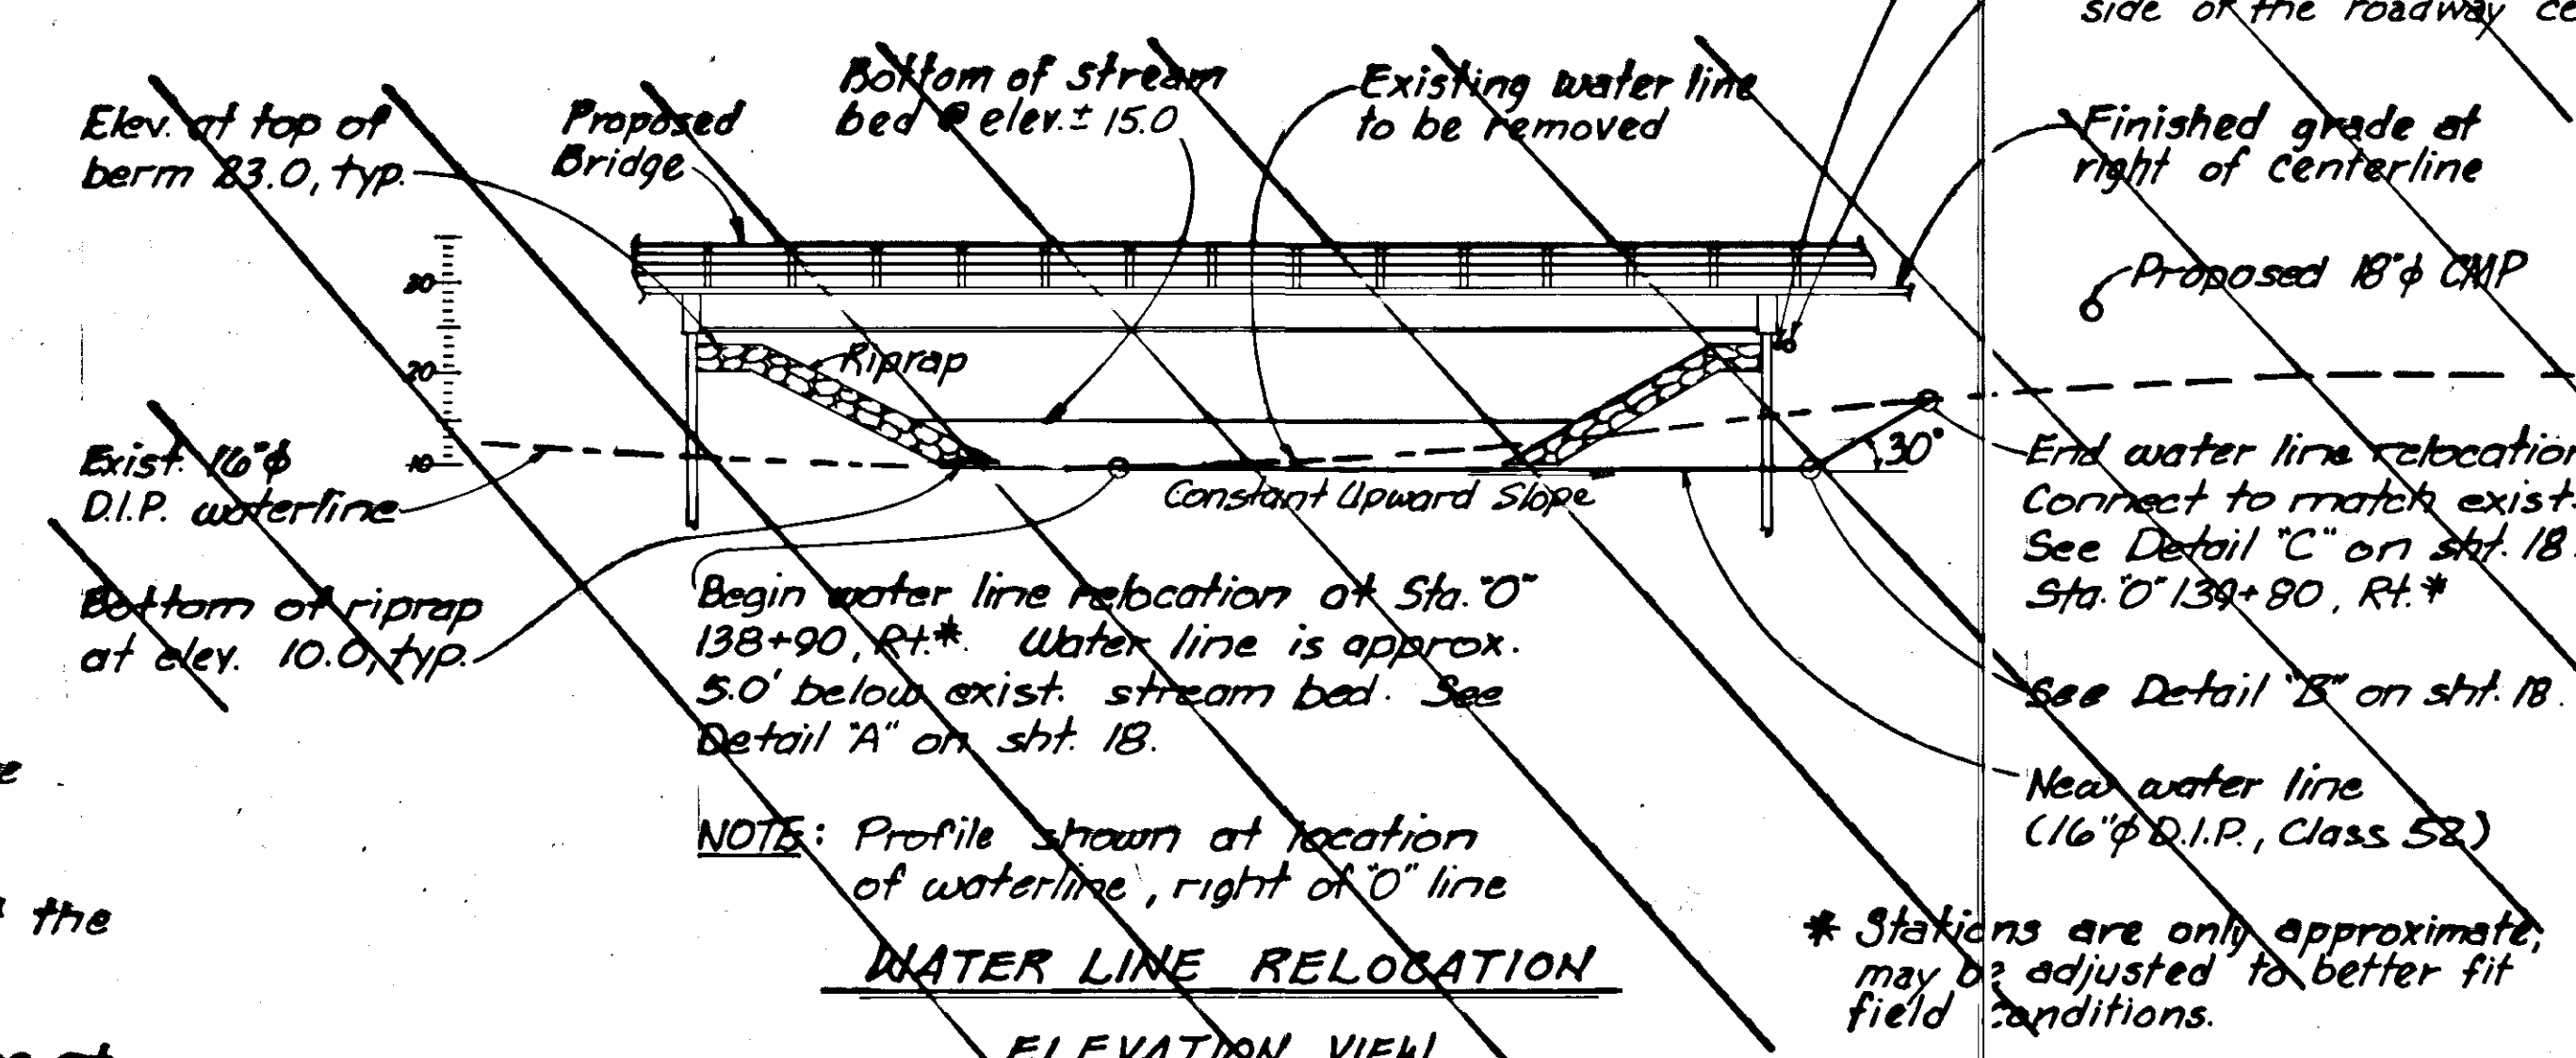 side of the roadway ce
Elev. at top of
berm 23.0, typ.
Proposed
Bridge
Bottom of stream
bed @ elev. ± 15.0
Existing water line
to be removed
Finished grade at
right of centerline
Proposed 18"ϕ CMP
30
20
10
Riprap
Exist. 16"ϕ
D.I.P. waterline
Constant Upward Slope
30°
End water line relocation
Connect to match exist.
See Detail "C" on sht. 18.
Sta. "O" 139+80, Rt.*
Bottom of riprap
at elev. 10.0, typ.
Begin water line relocation at Sta. "O"
138+90, Rt.* Water line is approx.
5.0' below exist. stream bed. See
Detail "A" on sht. 18.
See Detail "B" on sht. 18.
New water line
(16"ϕ D.I.P., Class 52)
NOTE: Profile shown at location
of waterline, right of "O" line
the
WATER LINE RELOCATION
ELEVATION VIEW
* Stations are only approximate,
may be adjusted to better fit
field conditions.